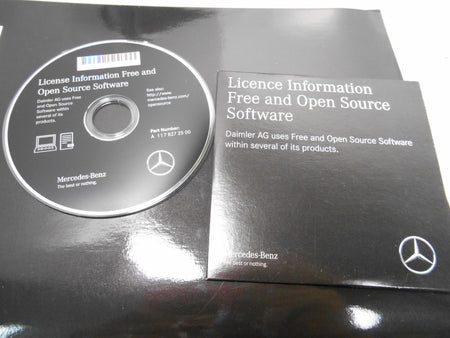 License Information Free and
Open Source Software
Daimler AG uses Free
and Open Source
Software within
several of its
products.
See also:
http://www.
mercedes-benz.com/
opensource
Part Number:
A 117 827 35 00
Mercedes-Benz
The best or nothing.
Licence Information
Free and Open Source
Software
Daimler AG uses Free and Open Source Software
within several of its products.
Mercedes-Benz
The best or nothing.